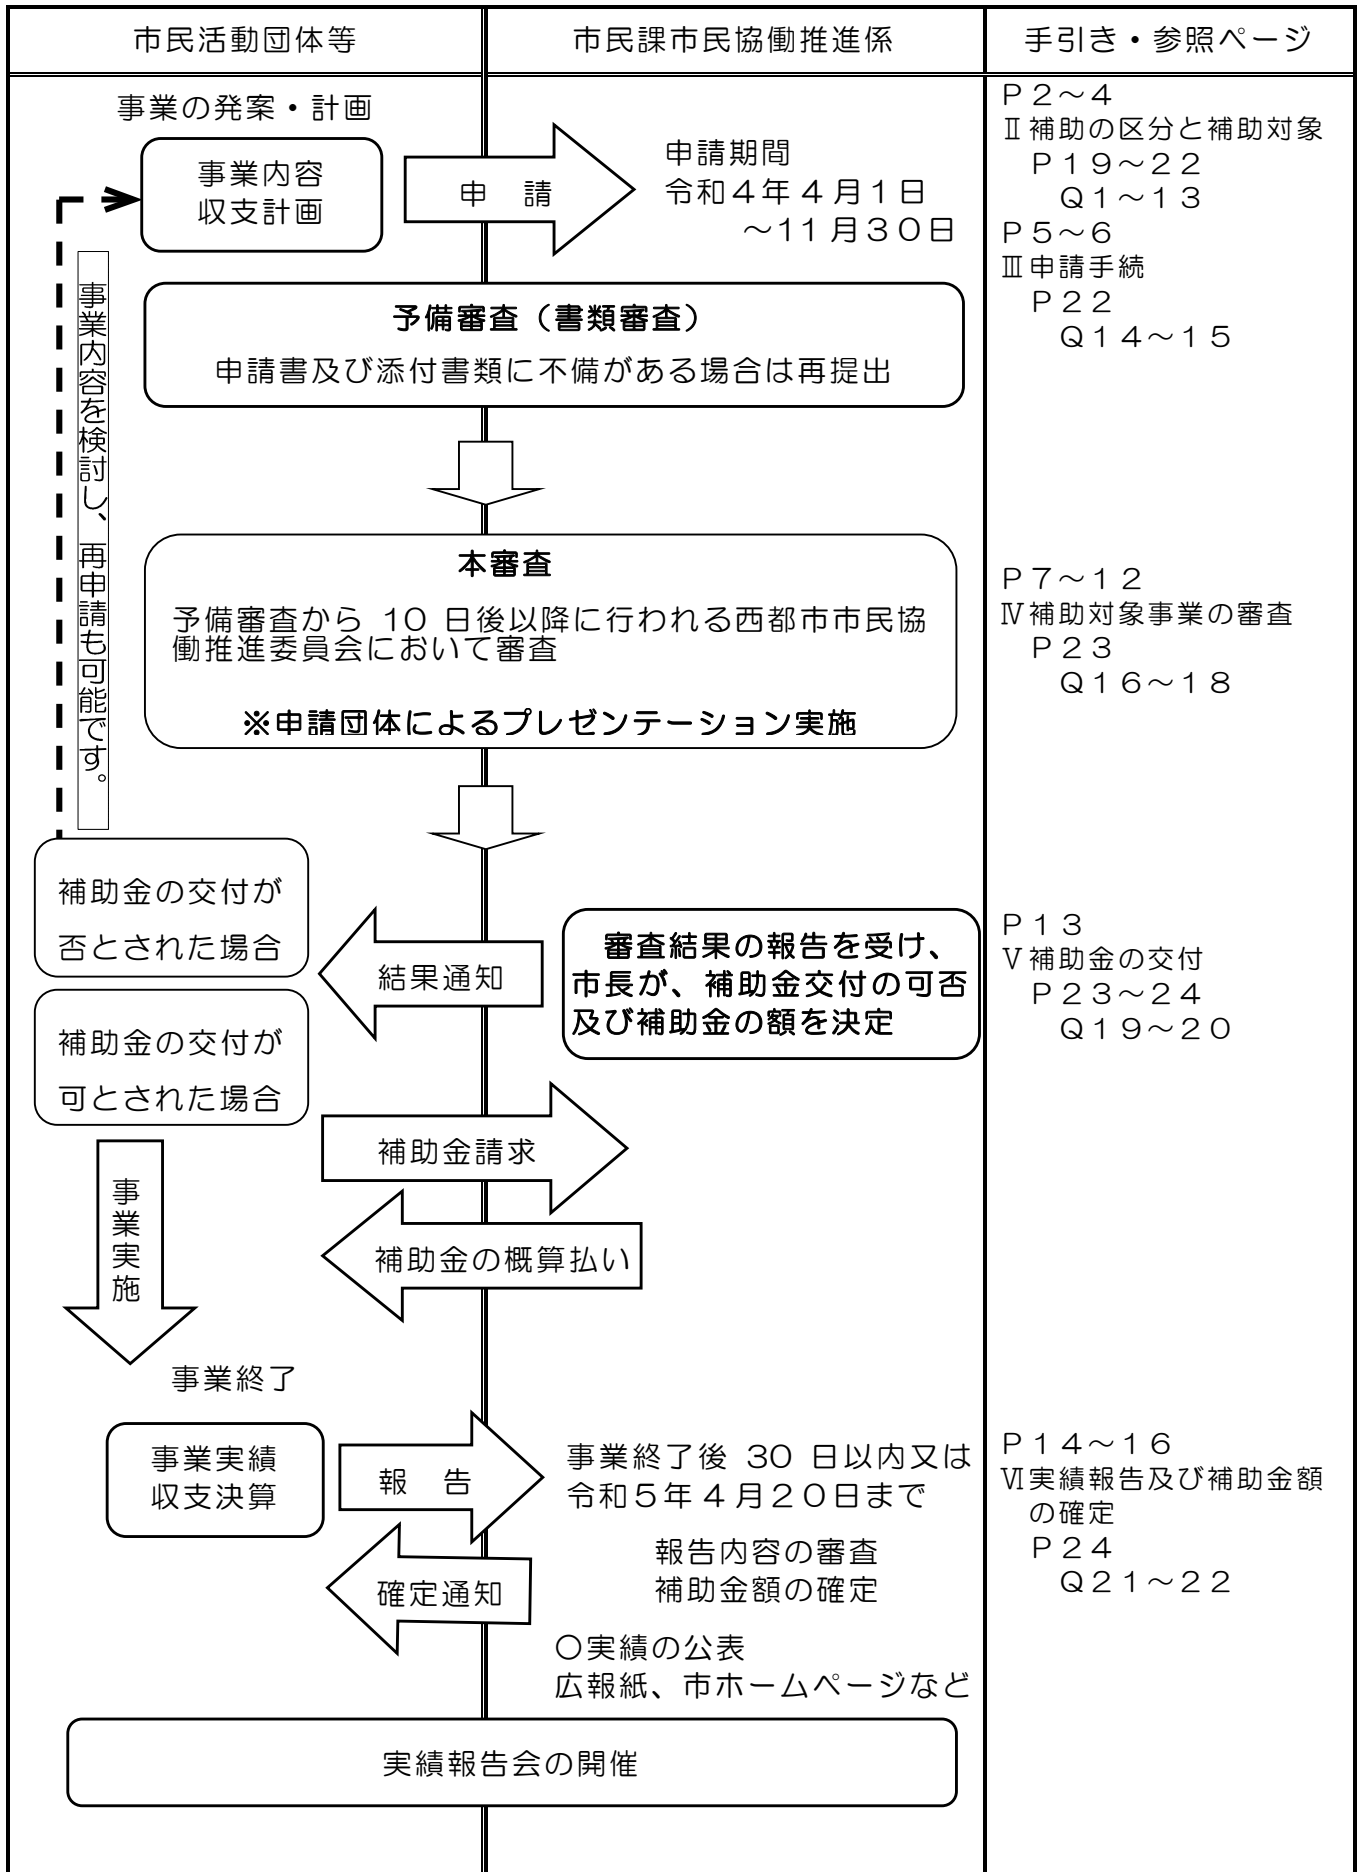 市民活動団体等
市民課市民協働推進係
手引き・参照ページ
事業の発案・計画
事業内容
収支計画
申　請
申請期間
令和４年４月１日
～11月３０日
Ｐ２～４
Ⅱ補助の区分と補助対象
Ｐ１９～２２
Ｑ１～１３
Ｐ５～６
Ⅲ申請手続
Ｐ２２
Ｑ１４～１５
予備審査（書類審査）
申請書及び添付書類に不備がある場合は再提出
事業内容を検討し、再申請も可能です。
本審査
予備審査から 10 日後以降に行われる西都市市民協
働推進委員会において審査
※申請団体によるプレゼンテーション実施
Ｐ７～１２
Ⅳ補助対象事業の審査
Ｐ２３
Ｑ１６～１８
補助金の交付が
否とされた場合
結果通知
審査結果の報告を受け、
市長が、補助金交付の可否
及び補助金の額を決定
Ｐ１３
Ⅴ補助金の交付
Ｐ２３～２４
Ｑ１９～２０
補助金の交付が
可とされた場合
補助金請求
補助金の概算払い
事業実施
事業終了
事業実績
収支決算
報　告
事業終了後 30 日以内又は
令和５年４月２０日まで
Ｐ１４～１６
Ⅵ実績報告及び補助金額
の確定
Ｐ２４
Ｑ２１～２２
報告内容の審査
補助金額の確定
確定通知
○実績の公表
広報紙、市ホームページなど
実績報告会の開催